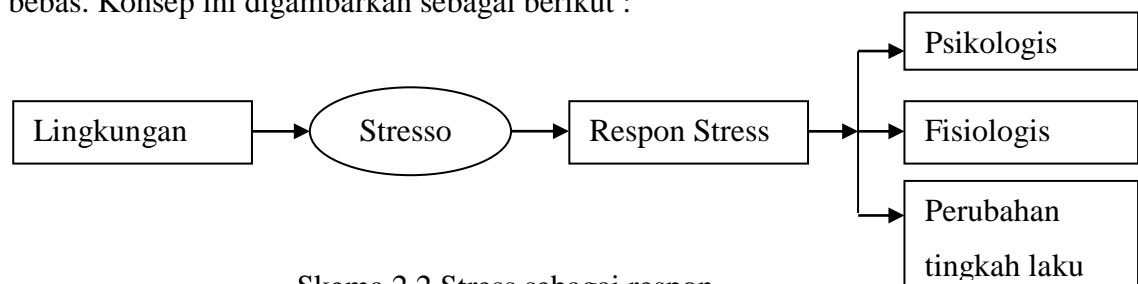 bebas. Konsep ini digambarkan sebagai berikut :
Psikologis
Lingkungan
Stresso
Respon Stress
Fisiologis
Perubahan
tingkah laku
Skema 2.2 Stress sebagai respon